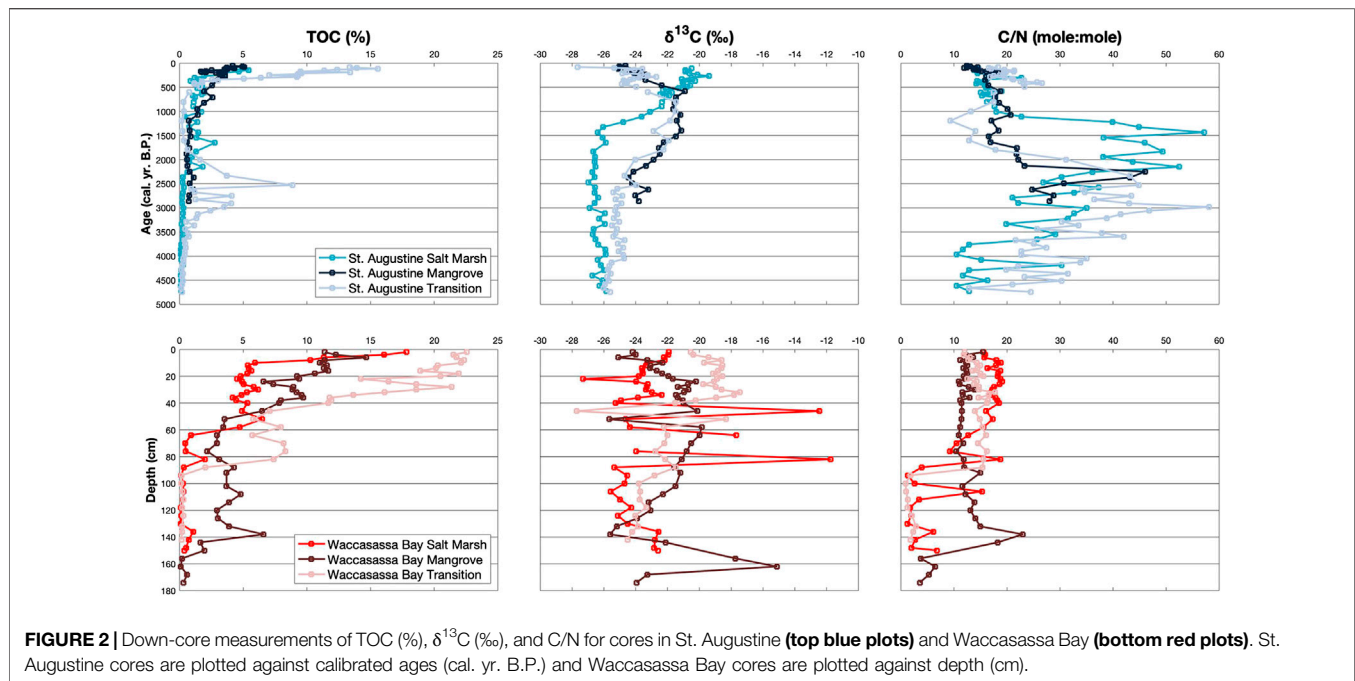 TOC (%)
δ13C (‰)
C/N (mole:mole)
0 5 10 15 20 25
-30 -28 -26 -24 -22 -20 -18 -16 -14 -12 -10
0 10 20 30 40 50 60
Age (cal. yr. B.P.)
0
500
1000
1500
2000
2500
3000
3500
4000
4500
5000
St. Augustine Salt Marsh
St. Augustine Mangrove
St. Augustine Transition
0 5 10 15 20 25
-30 -28 -26 -24 -22 -20 -18 -16 -14 -12 -10
0 10 20 30 40 50 60
Depth (cm)
0
20
40
60
80
100
120
140
160
180
Waccasassa Bay Salt Marsh
Waccasassa Bay Mangrove
Waccasassa Bay Transition
FIGURE 2 | Down-core measurements of TOC (%), δ13C (‰), and C/N for cores in St. Augustine (top blue plots) and Waccasassa Bay (bottom red plots). St.
Augustine cores are plotted against calibrated ages (cal. yr. B.P.) and Waccasassa Bay cores are plotted against depth (cm).